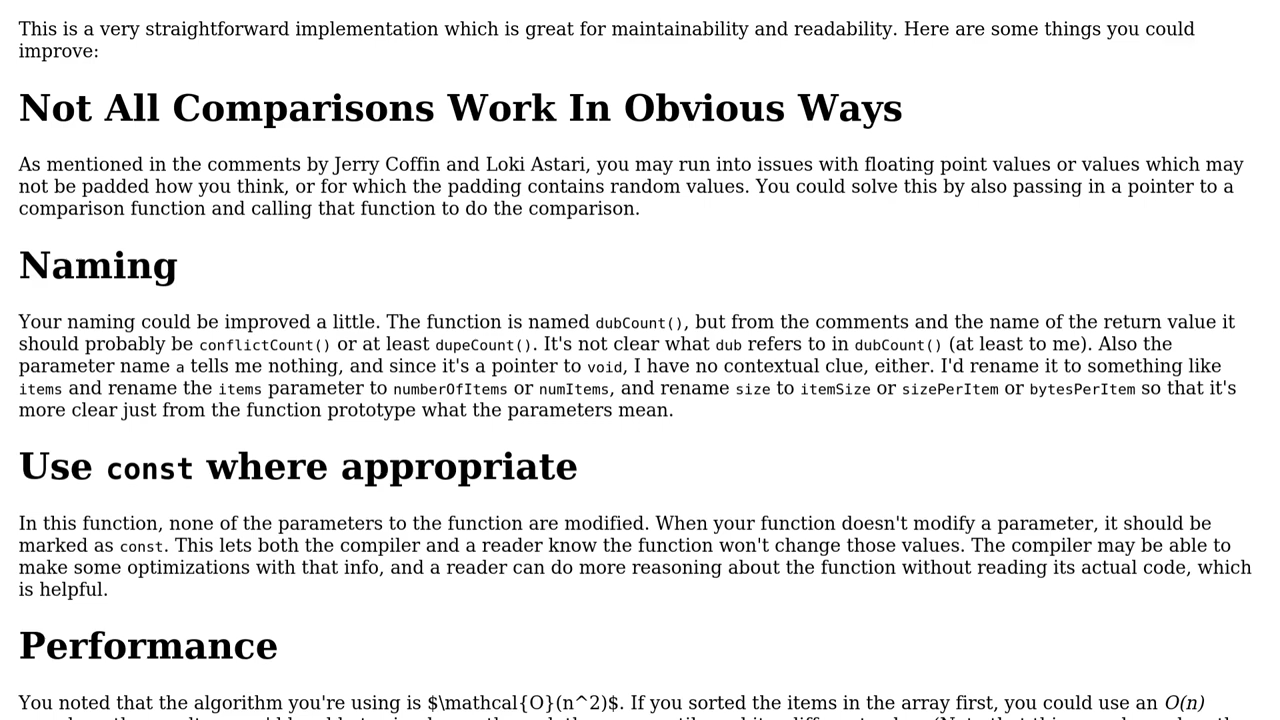 This is a very straightforward implementation which is great for maintainability and readability. Here are some things you could
improve:
Not All Comparisons Work In Obvious Ways
As mentioned in the comments by Jerry Coffin and Loki Astari, you may run into issues with floating point values or values which may
not be padded how you think, or for which the padding contains random values. You could solve this by also passing in a pointer to a
comparison function and calling that function to do the comparison.
Naming
Your naming could be improved a little. The function is named dubCount(), but from the comments and the name of the return value it
should probably be conflictCount() or at least dupeCount(). It's not clear what dub refers to in dubCount() (at least to me). Also the
parameter name a tells me nothing, and since it's a pointer to void, I have no contextual clue, either. I'd rename it to something like
items and rename the items parameter to numberOfItems or numItems, and rename size to itemSize or sizePerItem or bytesPerItem so that it's
more clear just from the function prototype what the parameters mean.
Use const where appropriate
In this function, none of the parameters to the function are modified. When your function doesn't modify a parameter, it should be
marked as const. This lets both the compiler and a reader know the function won't change those values. The compiler may be able to
make some optimizations with that info, and a reader can do more reasoning about the function without reading its actual code, which
is helpful.
Performance
You noted that the algorithm you're using is $\mathcal{O}(n^2)$. If you sorted the items in the array first, you could use an O(n)